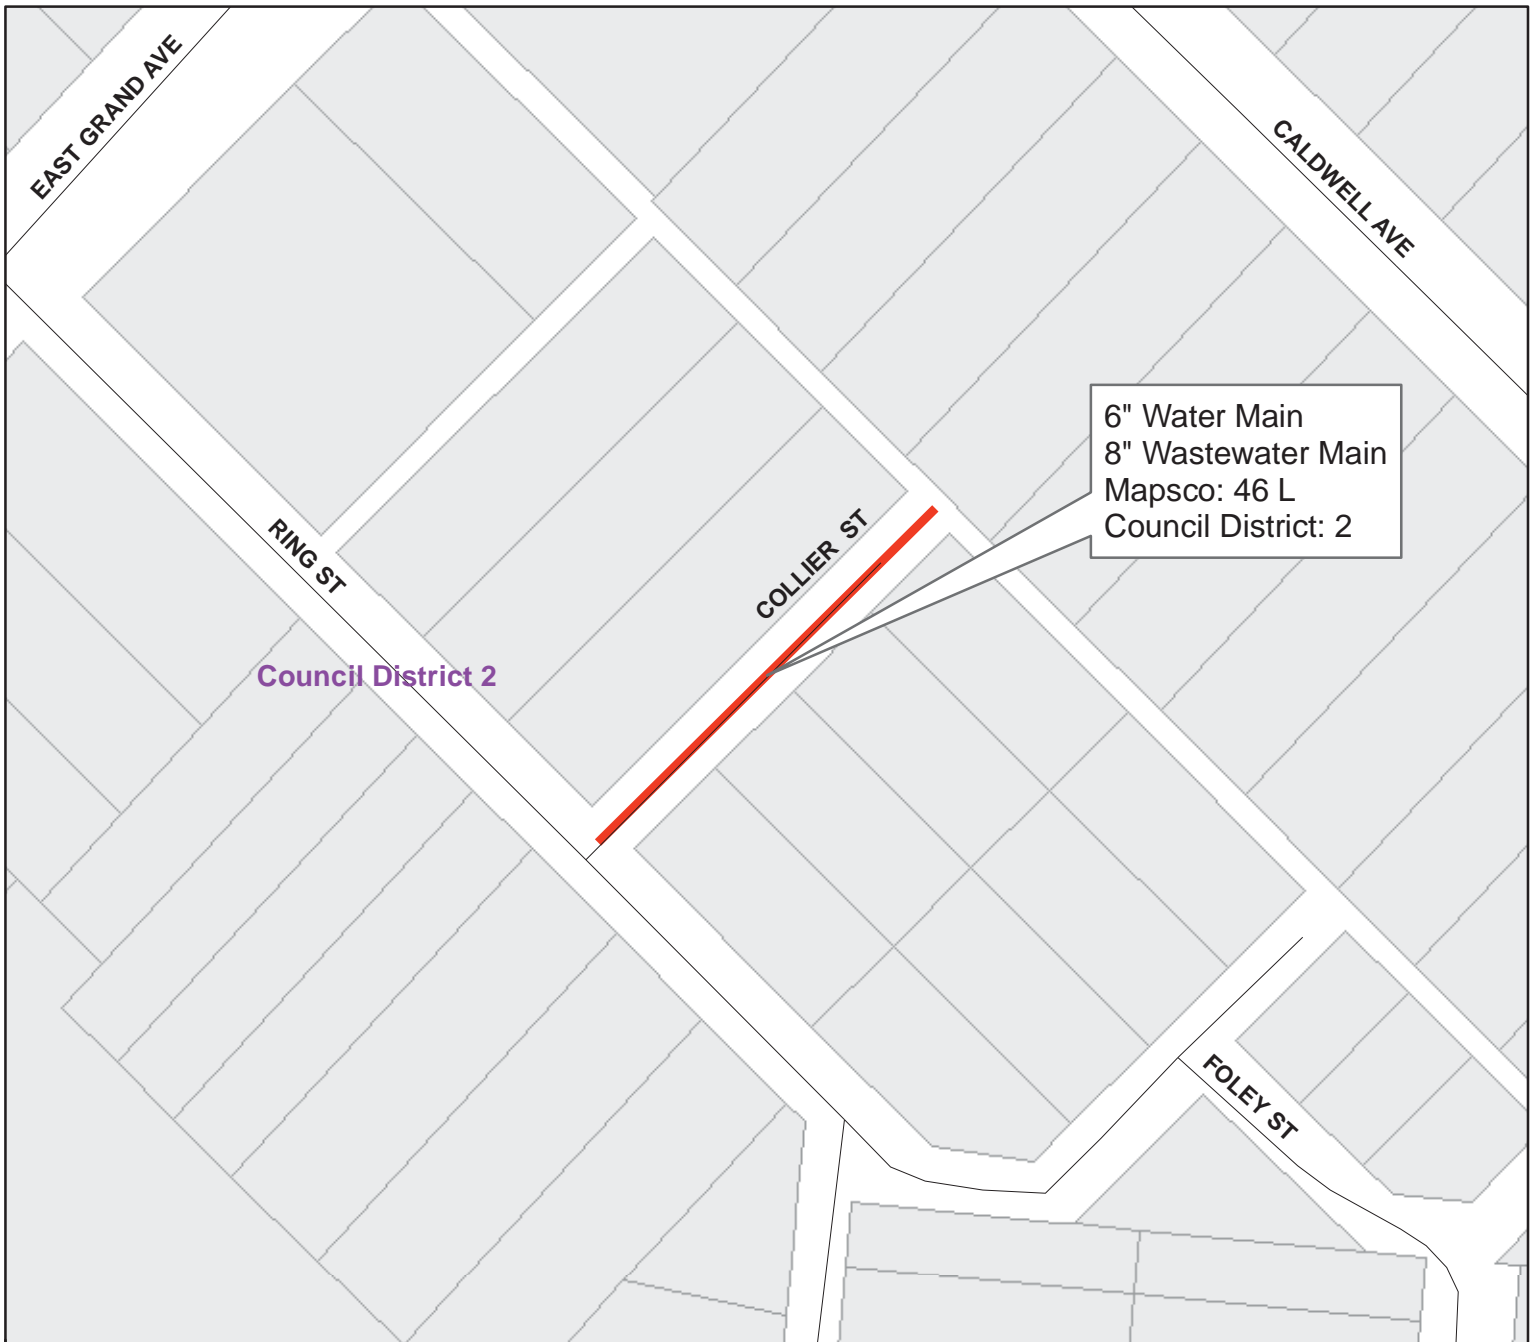 EAST GRAND AVE
CALDWELL AVE
6" Water Main
8" Wastewater Main
Mapsco: 46 L
Council District: 2
COLLIER ST
RING ST
Council District 2
FOLEY ST